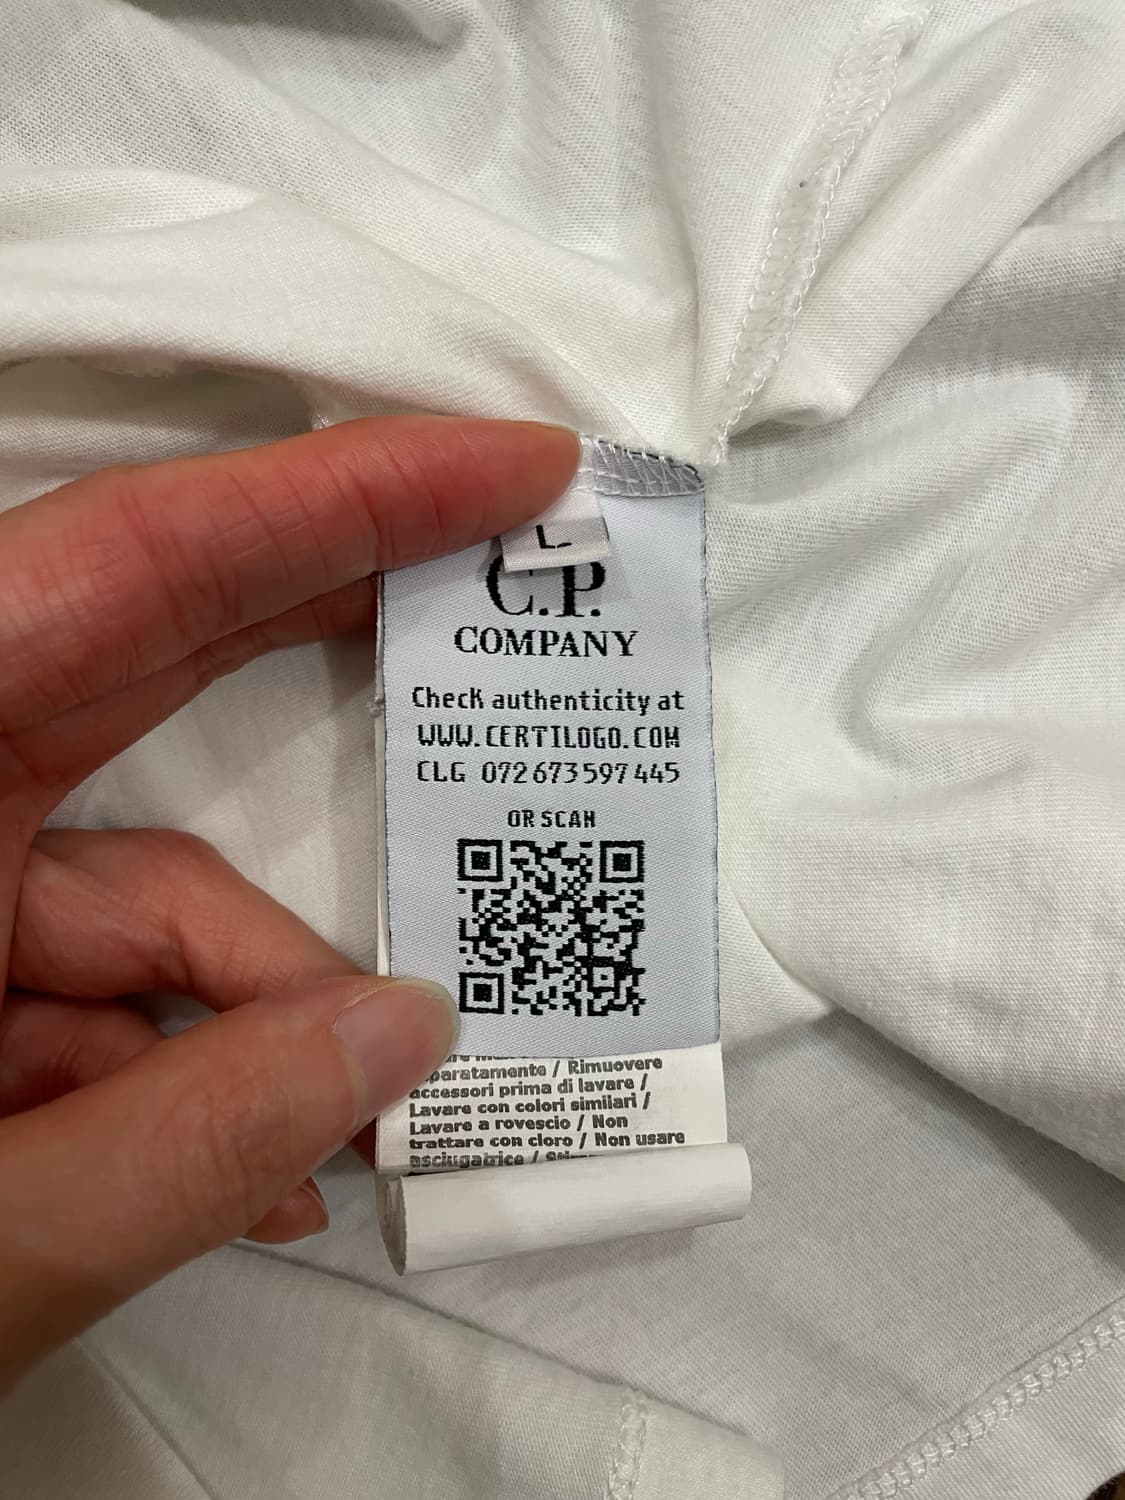 L
C.P.
COMPANY
Check authenticity at
WWW.CERTILOGO.COM
CLG 072673597445
OR SCAN
paratamente / Rimuovere
accessori prima di lavare /
Lavare con colori similari /
Lavare a rovescio / Non
trattare con cloro / Non usare
asciugatrice /